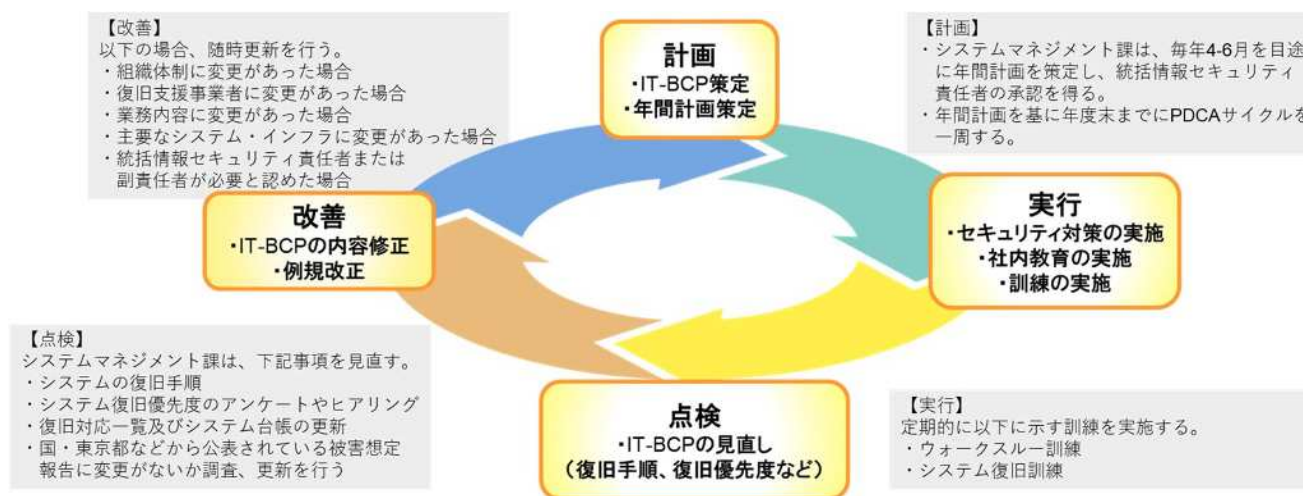 【改善】
以下の場合、随時更新を行う。
・組織体制に変更があった場合
・復旧支援事業者に変更があった場合
・業務内容に変更があった場合
・主要なシステム・インフラに変更があった場合
・統括情報セキュリティ責任者または
副責任者が必要と認めた場合
計画
・IT-BCP策定
・年間計画策定
【計画】
・システムマネジメント課は、毎年4-6月を目途
に年間計画を策定し、統括情報セキュリティ
責任者の承認を得る。
・年間計画を基に年度末までにPDCAサイクルを
一周する。
改善
・IT-BCPの内容修正
・例規改正
実行
・セキュリティ対策の実施
・社内教育の実施
・訓練の実施
【点検】
システムマネジメント課は、下記事項を見直す。
・システムの復旧手順
・システム復旧優先度のアンケートやヒアリング
・復旧対応一覧及びシステム台帳の更新
・国・東京都などから公表されている被害想定
報告に変更がないか調査、更新を行う
点検
・IT-BCPの見直し
（復旧手順、復旧優先度など）
【実行】
定期的に以下に示す訓練を実施する。
・ウォークスルー訓練
・システム復旧訓練